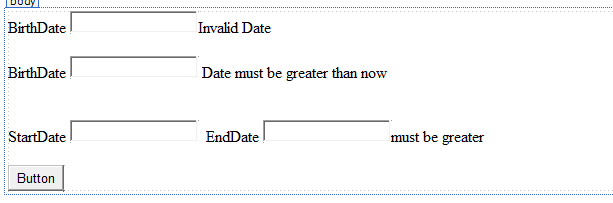 body
BirthDate Invalid Date
BirthDate Date must be greater than now
StartDate EndDate must be greater
Button